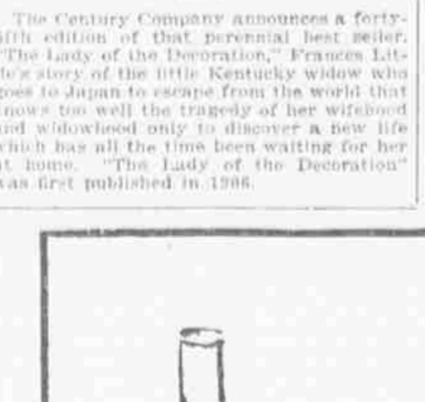 The Century Company announces a forty-
fifth edition of that perennial best seller,
"The Lady of the Decoration," Frances Lit-
le's story of the little Kentucky widow who
goes to Japan to escape from the world that
knows too well the tragedy of her wifehood
and widowhood only to discover a new life
which has all the time been waiting for her
at home. "The Lady of the Decoration"
was first published in 1906.